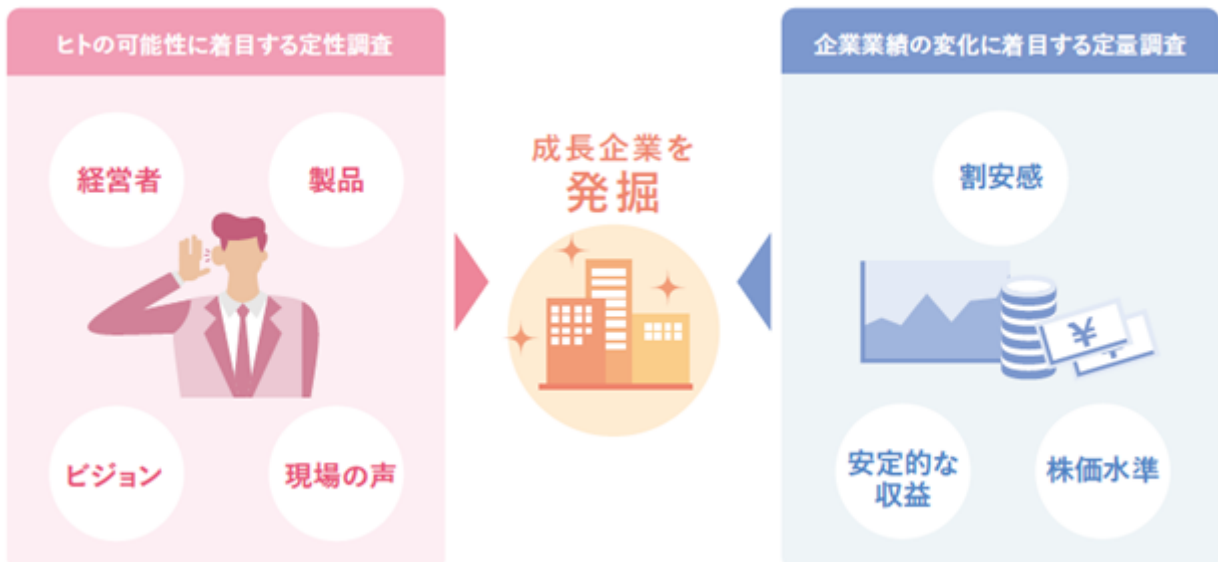 ヒトの可能性に着目する定性調査
経営者
製品
ビジョン
現場の声
成長企業を
発掘
企業業績の変化に着目する定量調査
割安感
¥
安定的な
収益
株価水準